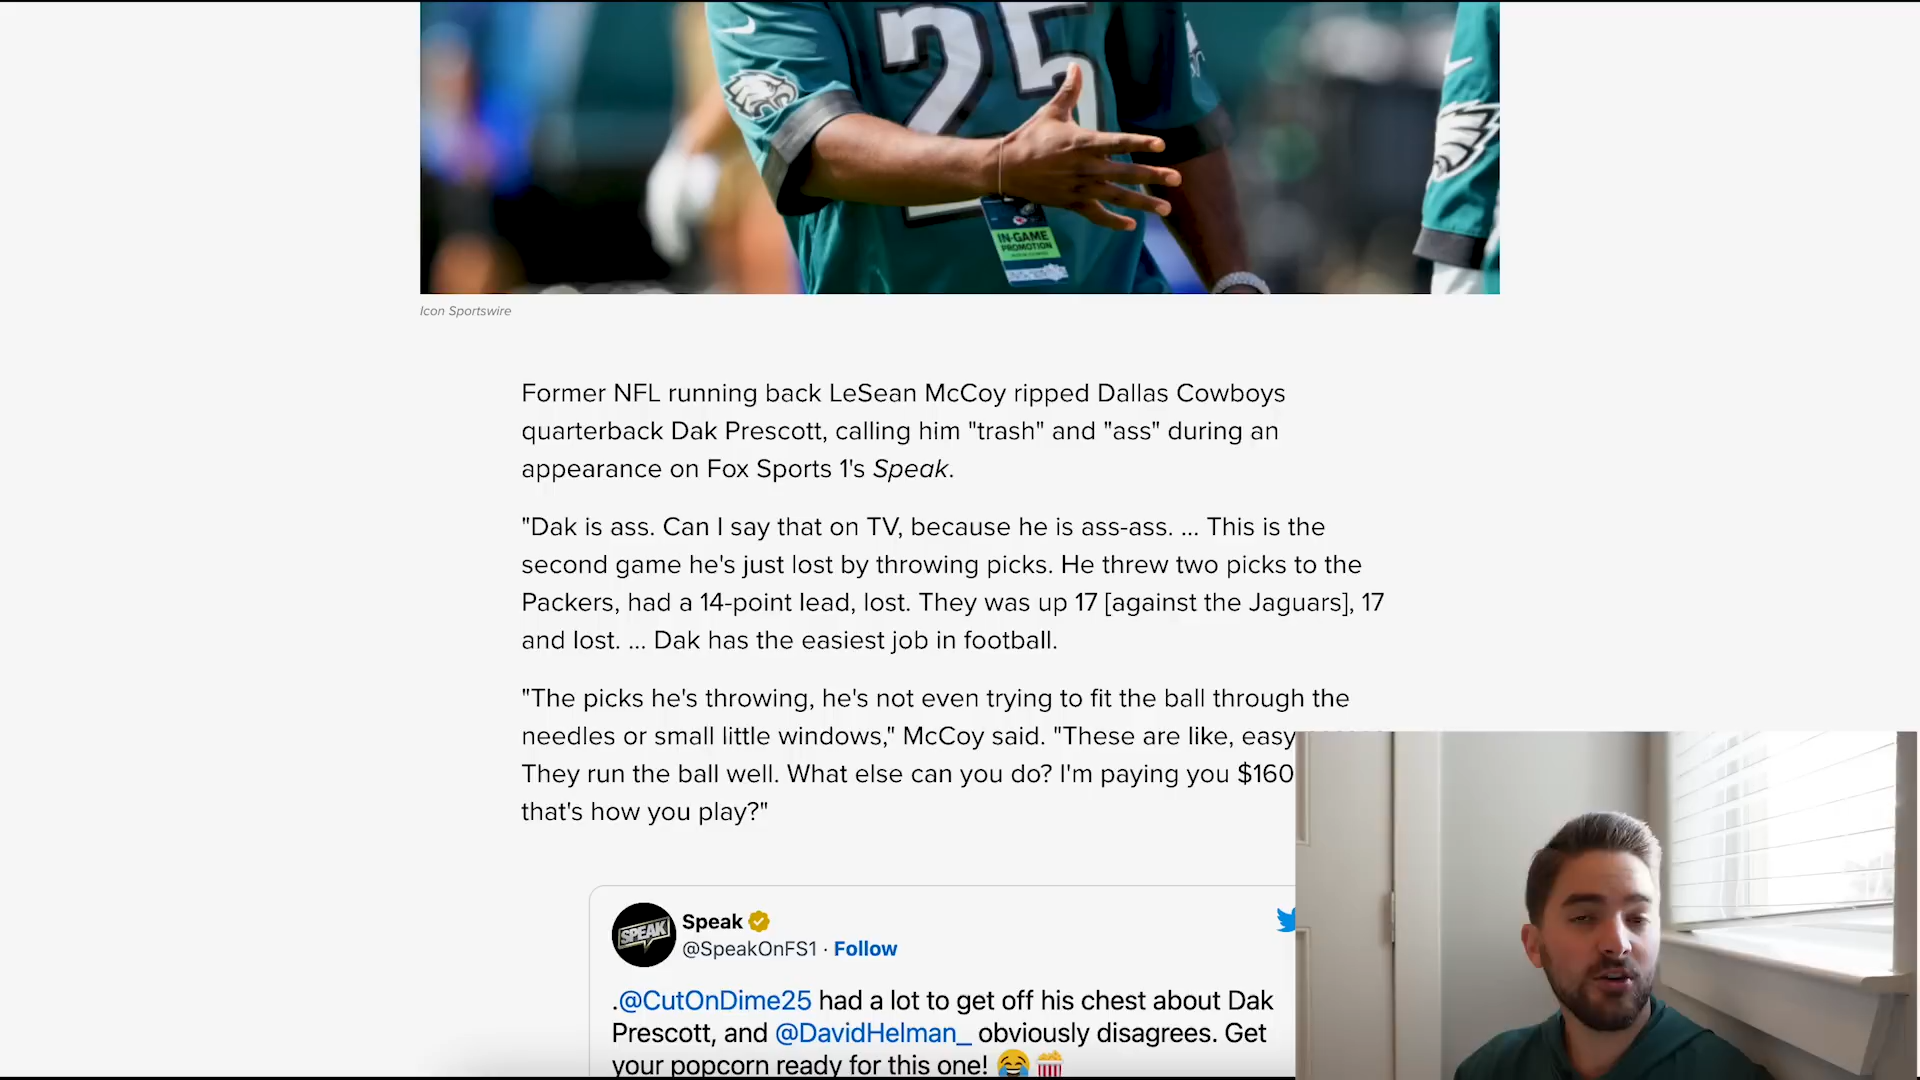 25
IN-GAME
PROMOTION
Icon Sportswire
Former NFL running back LeSean McCoy ripped Dallas Cowboys
quarterback Dak Prescott, calling him "trash" and "ass" during an
appearance on Fox Sports 1's Speak.
"Dak is ass. Can I say that on TV, because he is ass-ass. ... This is the
second game he's just lost by throwing picks. He threw two picks to the
Packers, had a 14-point lead, lost. They was up 17 [against the Jaguars], 17
and lost. ... Dak has the easiest job in football.
"The picks he's throwing, he's not even trying to fit the ball through the
needles or small little windows," McCoy said. "These are like, easy
They run the ball well. What else can you do? I'm paying you $160
that's how you play?"
SPEAK
Speak
@SpeakOnFS1 · Follow
.@CutOnDime25 had a lot to get off his chest about Dak
Prescott, and @DavidHelman_ obviously disagrees. Get
your popcorn ready for this one! 😂🍿